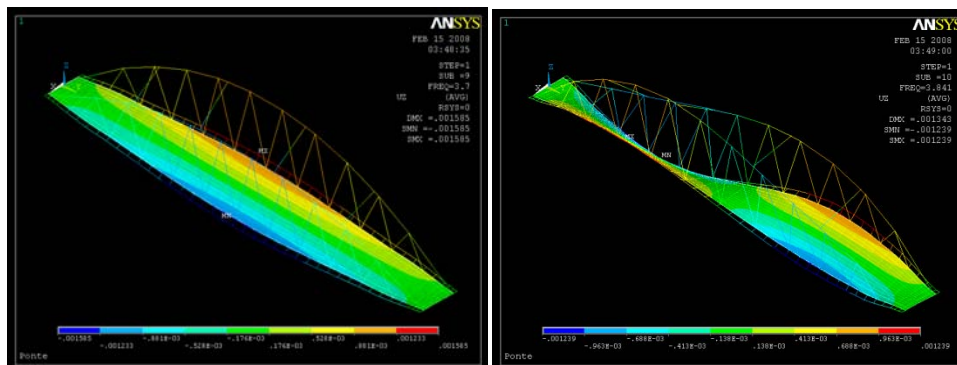 1
ANSYS
FEB 15 2008
03:48:35
STEP=1
SUB =9
FREQ=3.7
UZ (AVG)
RSYS=0
DMX =.001585
SMN =-.001585
SMX =.001585
Z
X Y
MX
MN
-.001585 -.881E-03 -.176E-03 .528E-03 .001233
-.001233 -.528E-03 .176E-03 .881E-03 .001585
Ponte
1
ANSYS
FEB 15 2008
03:49:00
STEP=1
SUB =10
FREQ=3.841
UZ (AVG)
RSYS=0
DMX =.001343
SMN =-.001239
SMX =.001239
Z
X Y
MX
MN
-.001239 -.688E-03 -.138E-03 .413E-03 .963E-03
-.963E-03 -.413E-03 .138E-03 .688E-03 .001239
Ponte